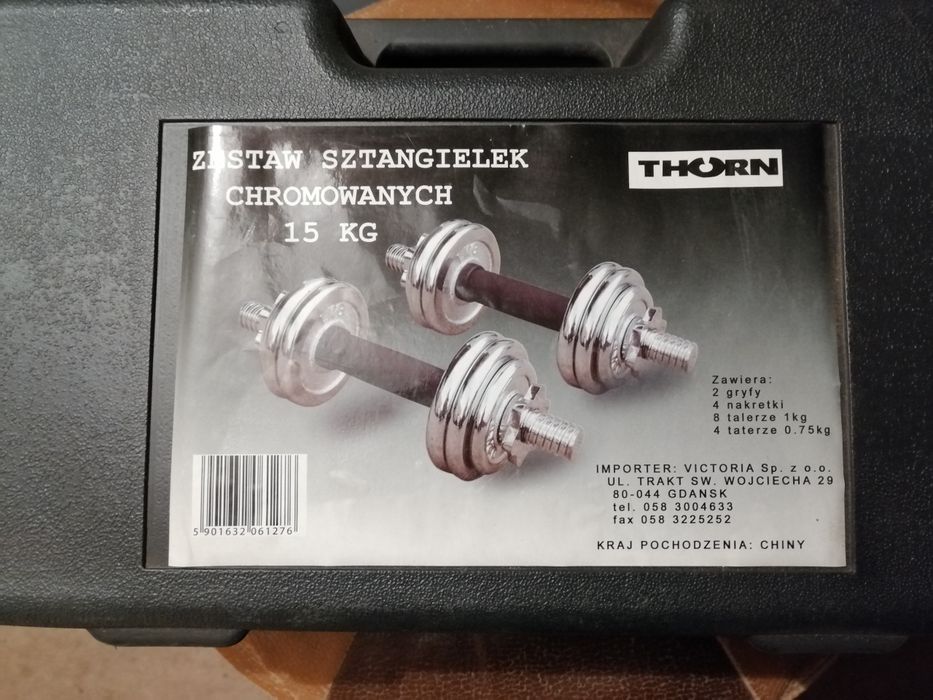 ZESTAW SZTANGIELEK
CHROMOWANYCH
15 KG
THORN
Zawiera:
2 gryfy
4 nakretki
8 talerze 1kg
4 taterze 0.75kg
IMPORTER: VICTORIA Sp. z o.o.
UL. TRAKT SW. WOJCIECHA 29
80-044 GDANSK
tel. 058 3004633
fax 058 3225252
KRAJ POCHODZENIA: CHINY
5 901632 061276